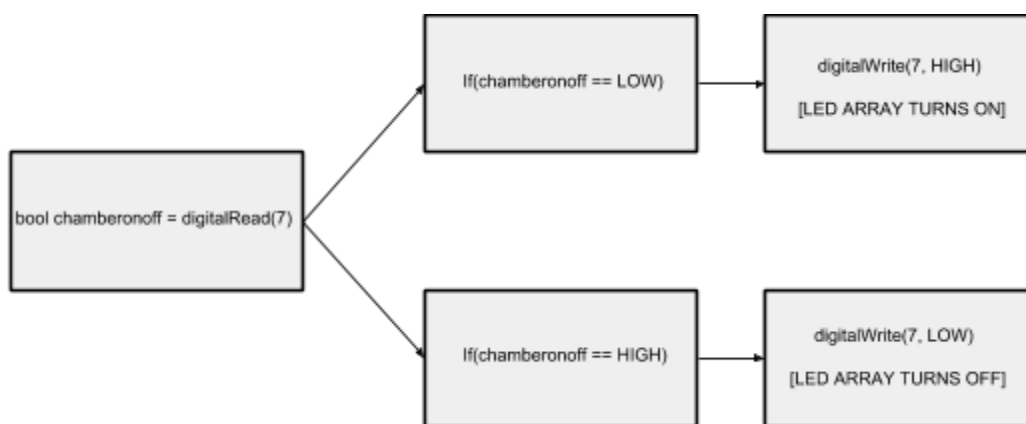 bool chamberonoff = digitalRead(7)
If(chamberonoff == LOW)
digitalWrite(7, HIGH)
[LED ARRAY TURNS ON]
If(chamberonoff == HIGH)
digitalWrite(7, LOW)
[LED ARRAY TURNS OFF]